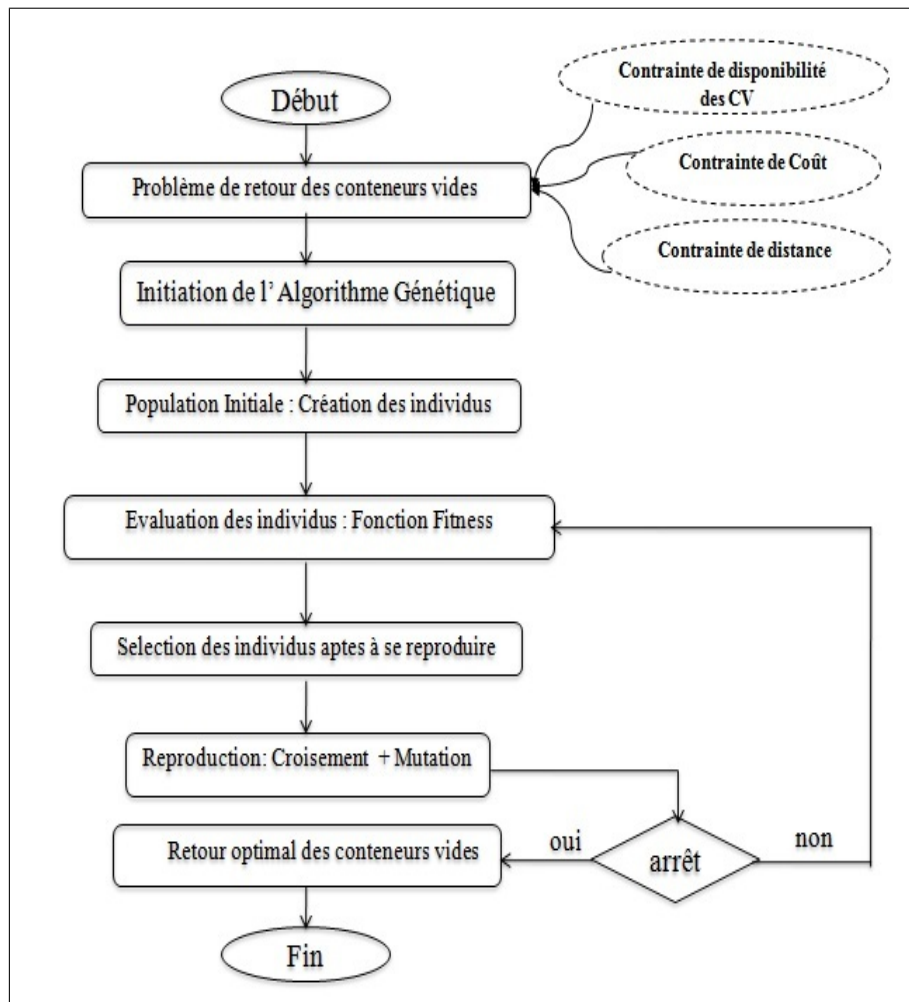 Début
Contrainte de disponibilité
des CV
Contrainte de Coût
Contrainte de distance
Problème de retour des conteneurs vides
Initiation de l' Algorithme Génétique
Population Initiale : Création des individus
Evaluation des individus : Fonction Fitness
Selection des individus aptes à se reproduire
Reproduction: Croisement + Mutation
Retour optimal des conteneurs vides
oui
arrêt
non
Fin